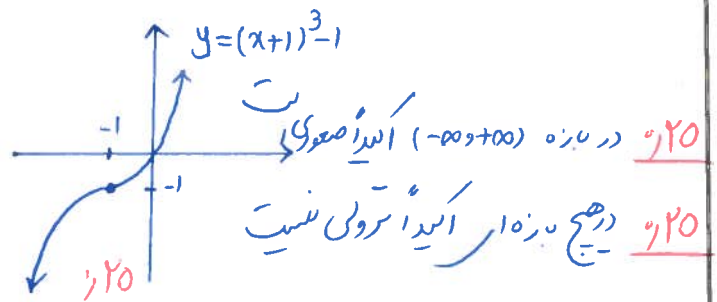 y=(x+1)³-1
-1
-1
در بازه (-∞,+∞) اکیداً صعودی است ۰٫۲۵
در هیچ بازه‌ای اکیداً نزولی نیست ۰٫۲۵
۰٫۲۵